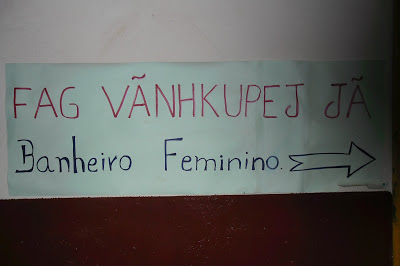 FAG VÃNHKUPEJ JÃ
Banheiro Feminino.